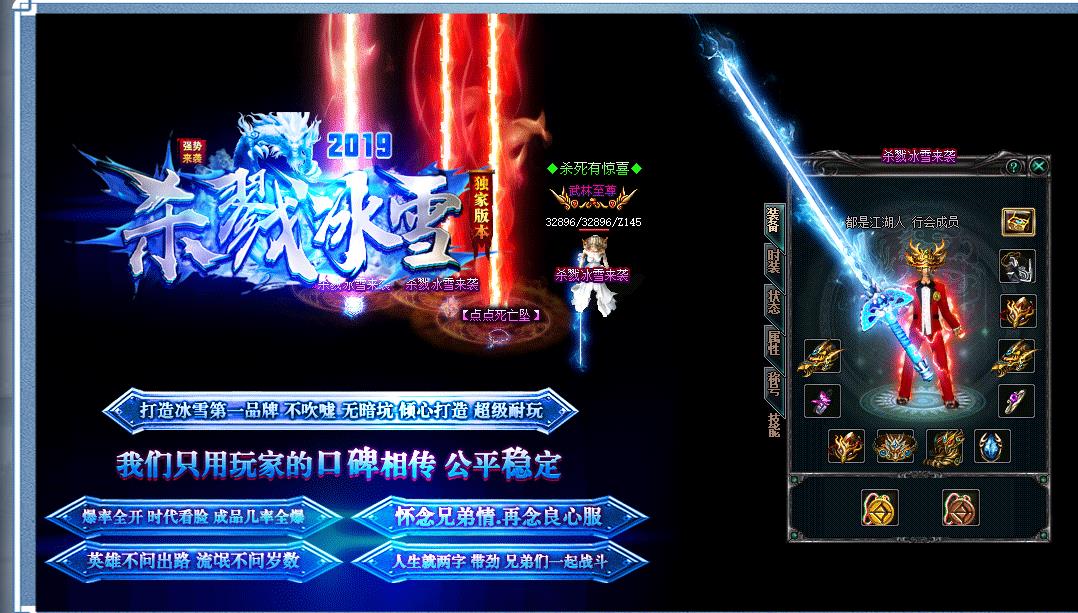 强势
来袭
2019
杀戮冰雪
独家版本
杀戮冰雪来袭
杀戮冰雪来袭
【点点死亡坠】
◆杀死有惊喜◆
武林至尊
32896/32896/Z145
杀戮冰雪来袭
杀戮冰雪来袭
都是江湖人 行会成员
装备
时装
状态
属性
称号
技能
打造冰雪第一品牌 不吹嘘 无暗坑 倾心打造 超级耐玩
我们只用玩家的口碑相传 公平稳定
爆率全开 时代看脸 成品几率全爆
怀念兄弟情.再念良心服
英雄不问出路 流氓不问岁数
人生就两字 带劲 兄弟们一起战斗